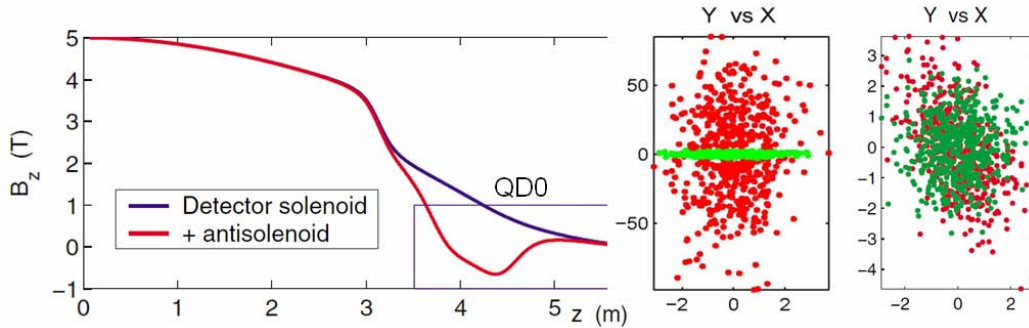 B_z (T)
5
4
3
2
1
0
−1
QD0
Detector solenoid
+ antisolenoid
0 1 2 3 4 5 z (m)
Y vs X
50
0
−50
−2 0 2
Y vs X
3
2
1
0
−1
−2
−3
−4
−2 0 2